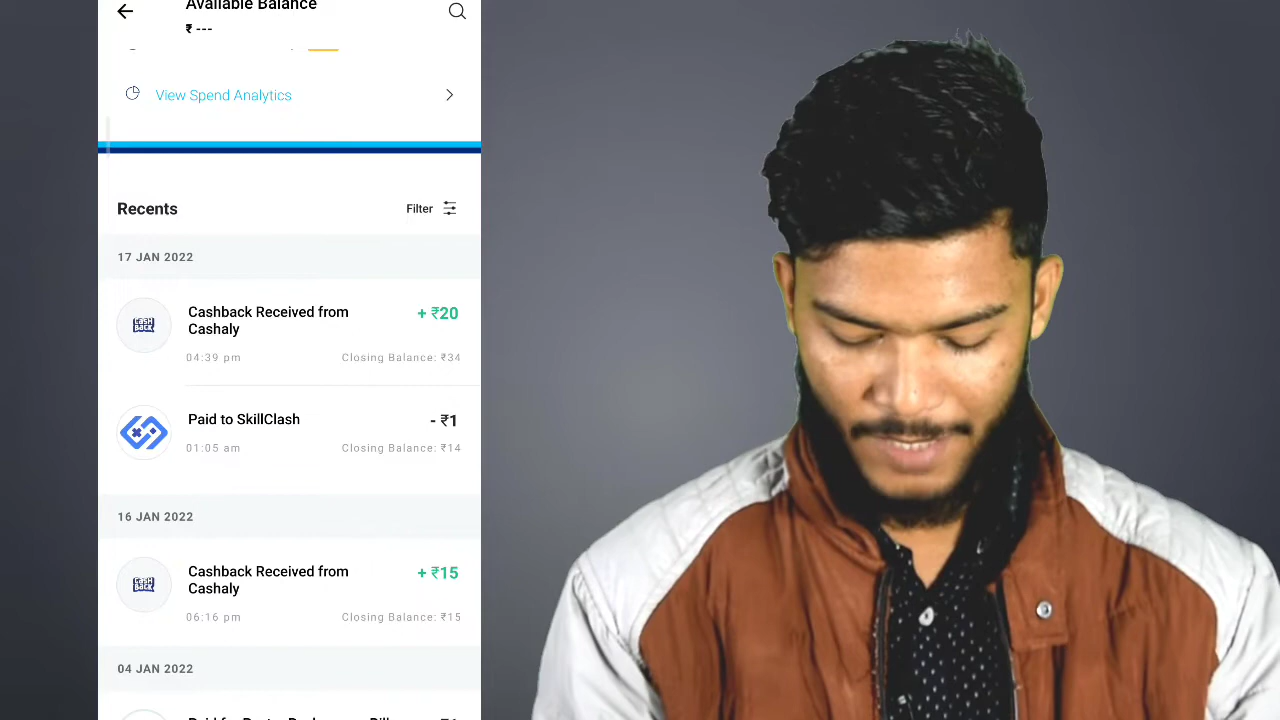 Available Balance
₹ ---
View Spend Analytics
Recents
Filter
17 JAN 2022
Cashback Received from
Cashaly
+ ₹20
04:39 pm
Closing Balance: ₹34
Paid to SkillClash
- ₹1
01:05 am
Closing Balance: ₹14
16 JAN 2022
Cashback Received from
Cashaly
+ ₹15
06:16 pm
Closing Balance: ₹15
04 JAN 2022